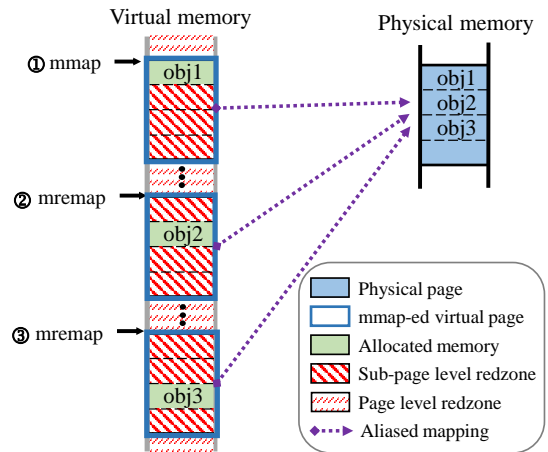 Virtual memory
Physical memory
① mmap
obj1
obj1
obj2
obj3
② mremap
obj2
③ mremap
obj3
Physical page
mmap-ed virtual page
Allocated memory
Sub-page level redzone
Page level redzone
Aliased mapping